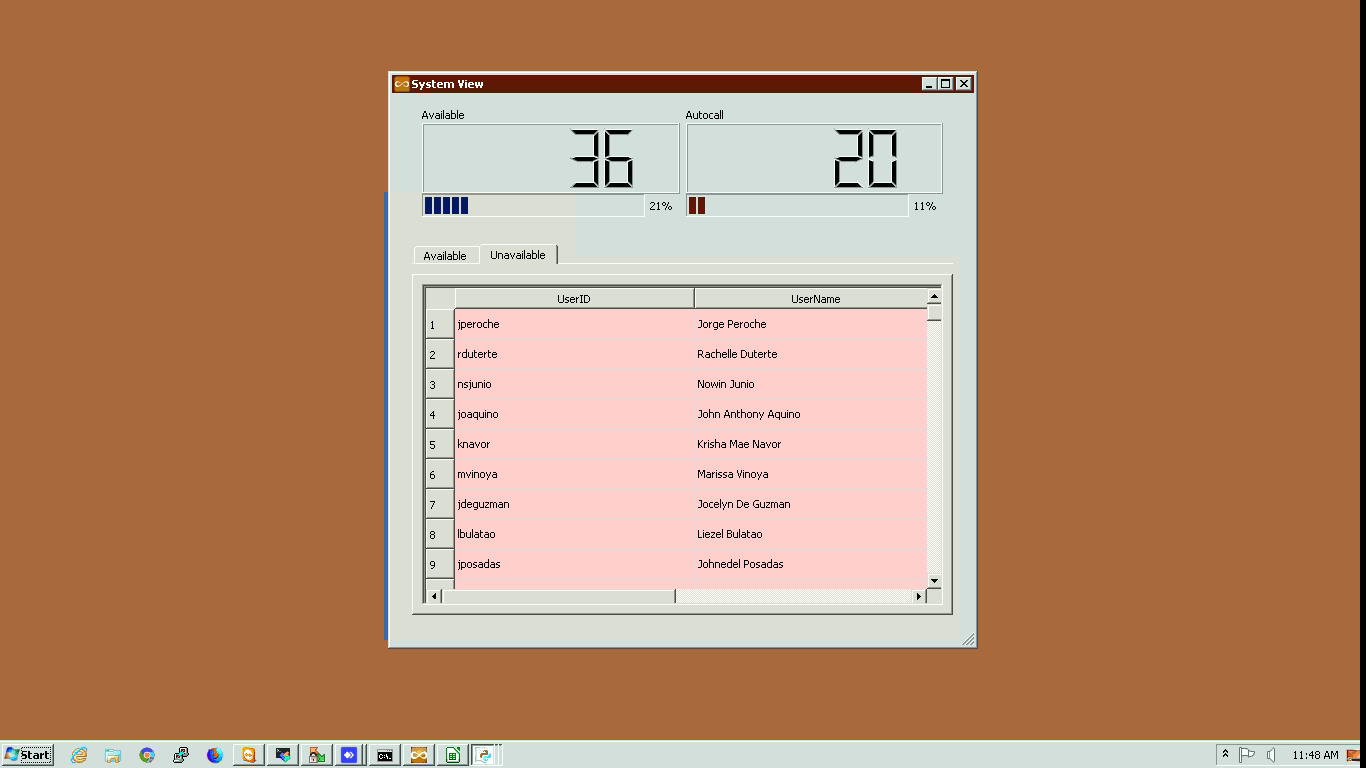 System View
Available Autocall
36 20
21% 11%
Available Unavailable
UserID UserName
1 jperoche Jorge Peroche
2 rduterte Rachelle Duterte
3 nsjunio Nowin Junio
4 joaquino John Anthony Aquino
5 knavor Krisha Mae Navor
6 mvinoya Marissa Vinoya
7 jdeguzman Jocelyn De Guzman
8 lbulatao Liezel Bulatao
9 jposadas Johnedel Posadas
Start C:\. 11:48 AM